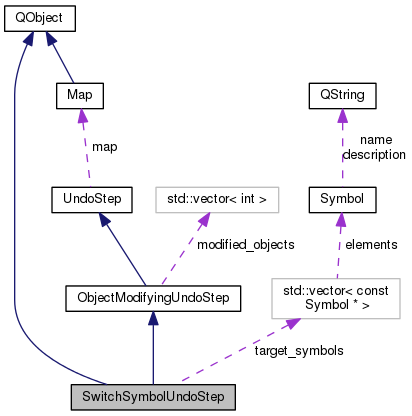 QObject
Map
QString
map
name
description
UndoStep
std::vector< int >
Symbol
modified_objects
elements
ObjectModifyingUndoStep
std::vector< const
Symbol * >
target_symbols
SwitchSymbolUndoStep